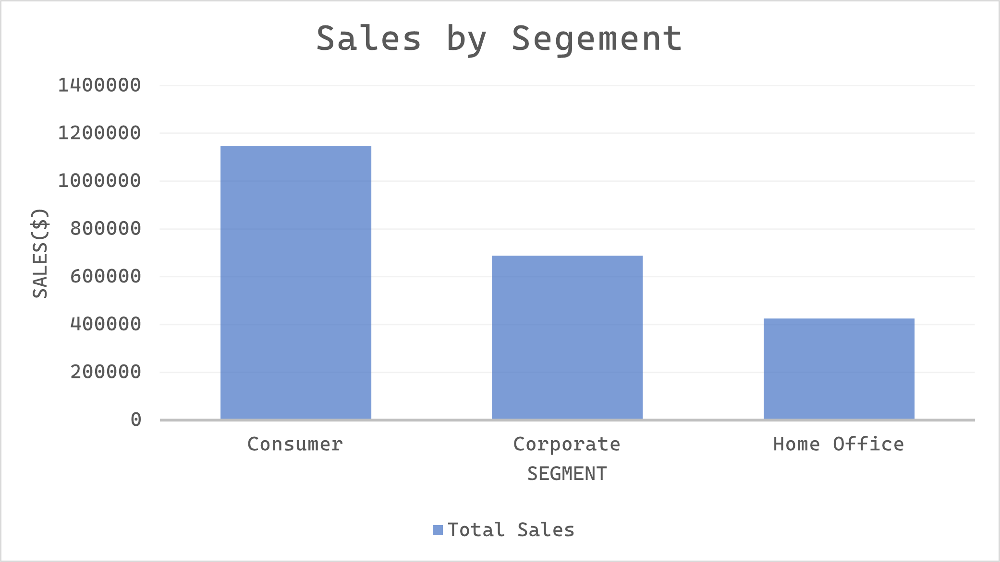 Sales by Segement
1400000
1200000
1000000
800000
600000
400000
200000
0
SALES($)
Consumer Corporate Home Office
SEGMENT
Total Sales